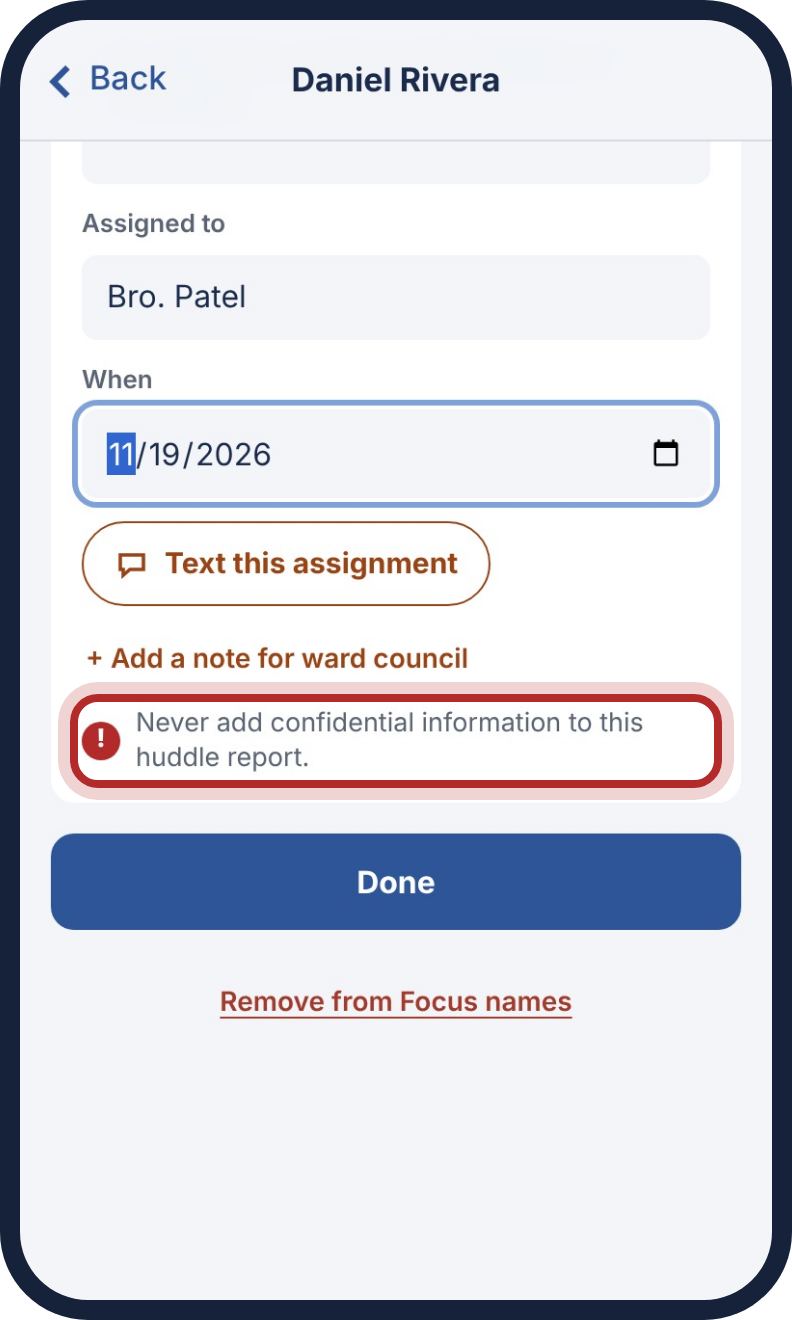 Back
Daniel Rivera
Assigned to
Bro. Patel
When
11/19/2026
Text this assignment
+ Add a note for ward council
! Never add confidential information to this
huddle report.
Done
Remove from Focus names